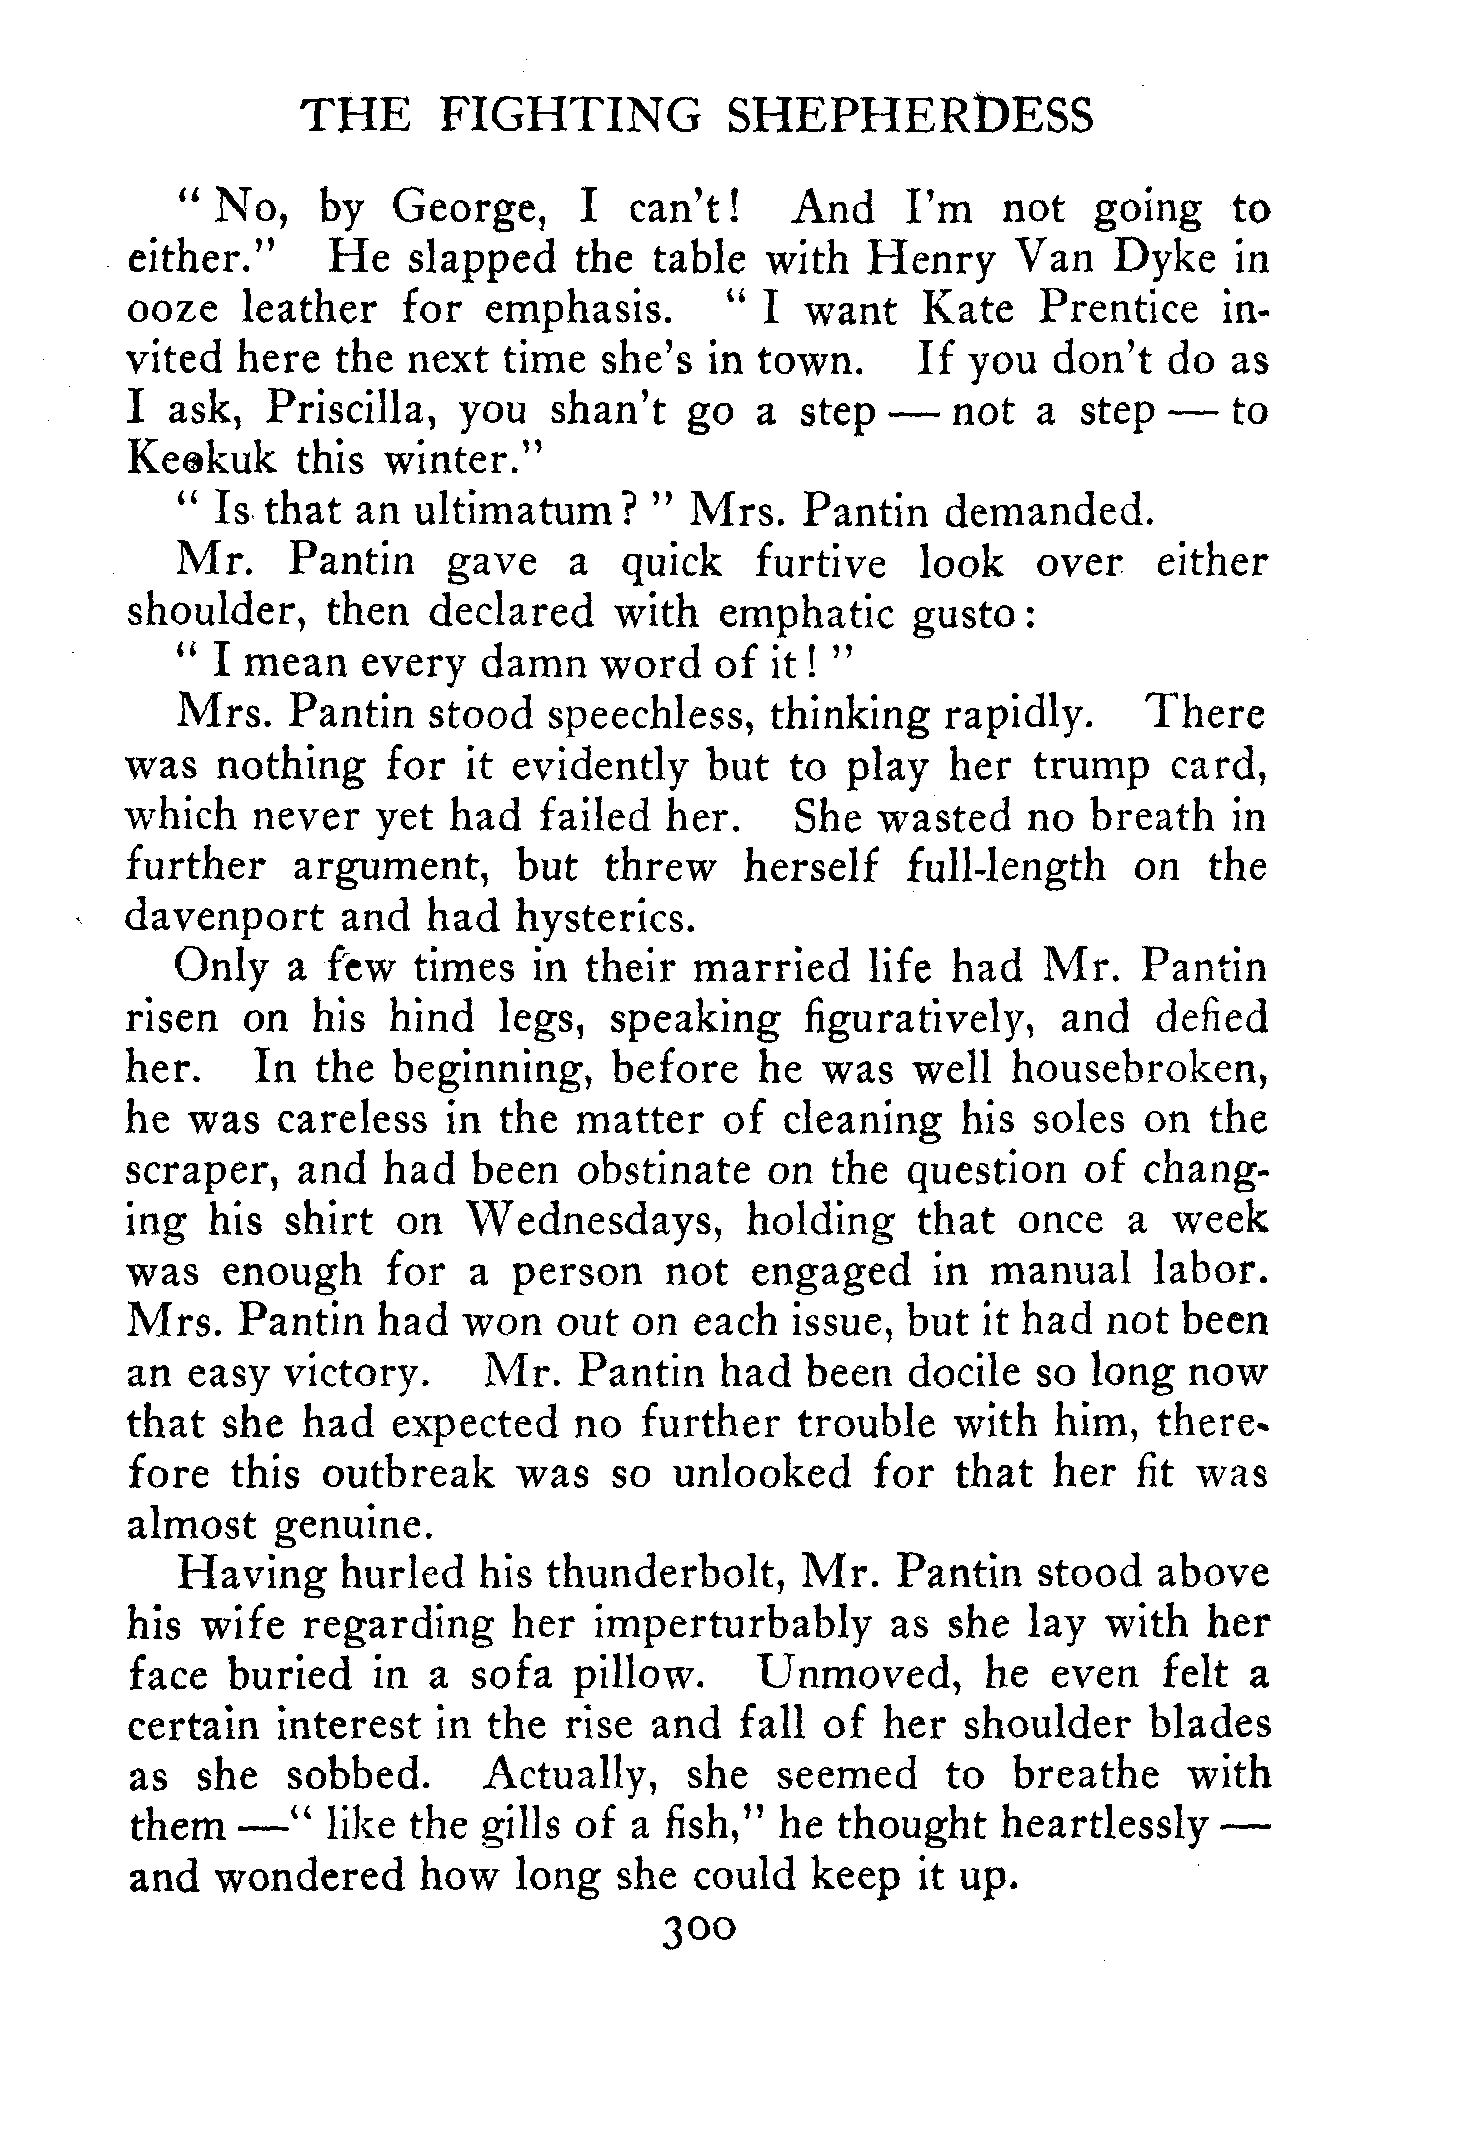 THE FIGHTING SHEPHERDESS
" No, by George, I can't! And I'm not going to
either." He slapped the table with Henry Van Dyke in
ooze leather for emphasis. " I want Kate Prentice in-
vited here the next time she's in town. If you don't do as
I ask, Priscilla, you shan't go a step — not a step — to
Keokuk this winter."
" Is that an ultimatum? " Mrs. Pantin demanded.
Mr. Pantin gave a quick furtive look over either
shoulder, then declared with emphatic gusto:
" I mean every damn word of it! "
Mrs. Pantin stood speechless, thinking rapidly. There
was nothing for it evidently but to play her trump card,
which never yet had failed her. She wasted no breath in
further argument, but threw herself full-length on the
davenport and had hysterics.
Only a few times in their married life had Mr. Pantin
risen on his hind legs, speaking figuratively, and defied
her. In the beginning, before he was well housebroken,
he was careless in the matter of cleaning his soles on the
scraper, and had been obstinate on the question of chang-
ing his shirt on Wednesdays, holding that once a week
was enough for a person not engaged in manual labor.
Mrs. Pantin had won out on each issue, but it had not been
an easy victory. Mr. Pantin had been docile so long now
that she had expected no further trouble with him, there-
fore this outbreak was so unlooked for that her fit was
almost genuine.
Having hurled his thunderbolt, Mr. Pantin stood above
his wife regarding her imperturbably as she lay with her
face buried in a sofa pillow. Unmoved, he even felt a
certain interest in the rise and fall of her shoulder blades
as she sobbed. Actually, she seemed to breathe with
them —" like the gills of a fish," he thought heartlessly —
and wondered how long she could keep it up.
300